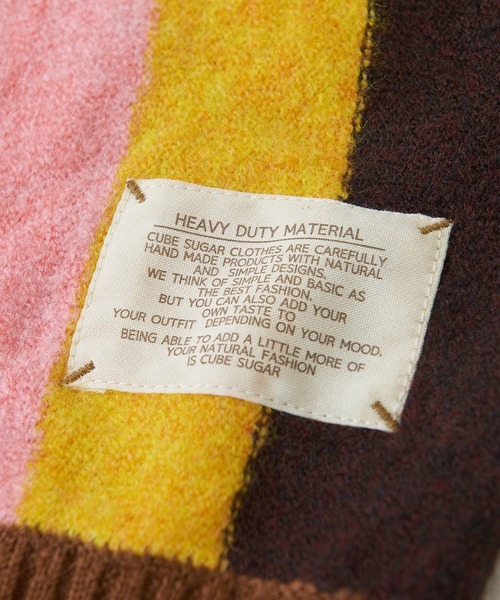 HEAVY DUTY MATERIAL
CUBE SUGAR CLOTHES ARE CAREFULLY
HAND MADE PRODUCTS WITH NATURAL
AND SIMPLE DESIGNS,
WE THINK OF SIMPLE AND BASIC AS
THE BEST FASHION.
BUT YOU CAN ALSO ADD YOUR
OWN TASTE TO
YOUR OUTFIT DEPENDING ON YOUR MOOD.
BEING ABLE TO ADD A LITTLE MORE OF
YOUR NATURAL FASHION
IS CUBE SUGAR